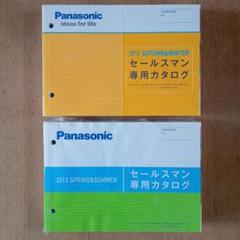 Panasonic
ideas for life
2012 AUTUMN&WINTER
セールスマン
専用カタログ
Panasonic
2013 SPRING&SUMMER
セールスマン
専用カタログ